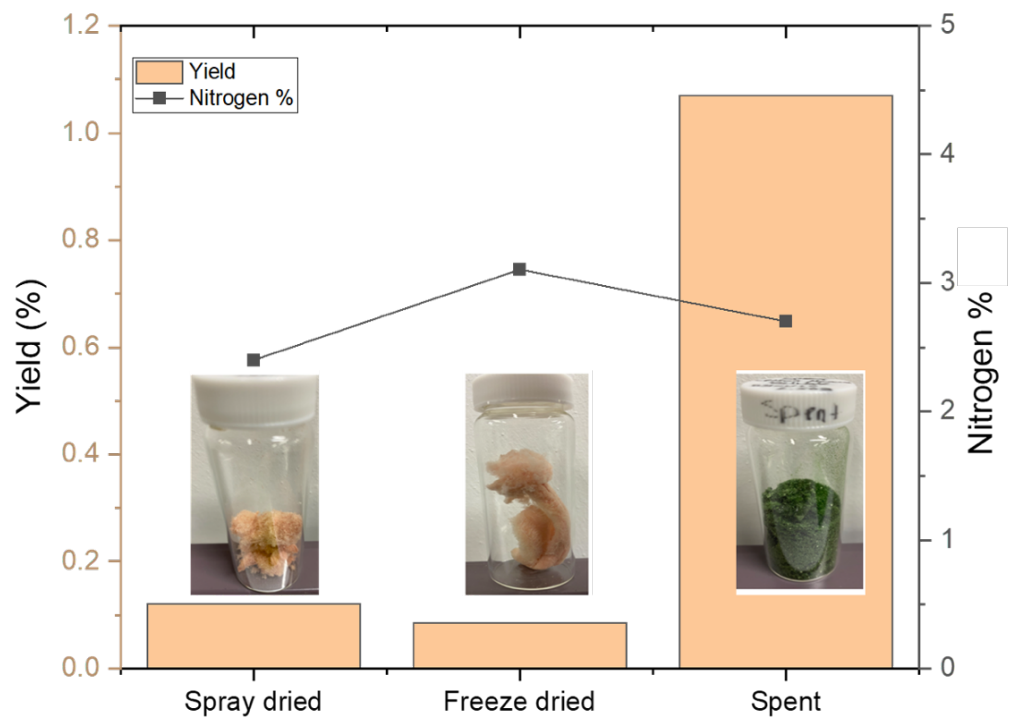 1.2
1.0
0.8
0.6
0.4
0.2
0.0
Yield (%)
Yield
Nitrogen %
5
4
3
2
1
0
Nitrogen %
Spent
Spray dried
Freeze dried
Spent